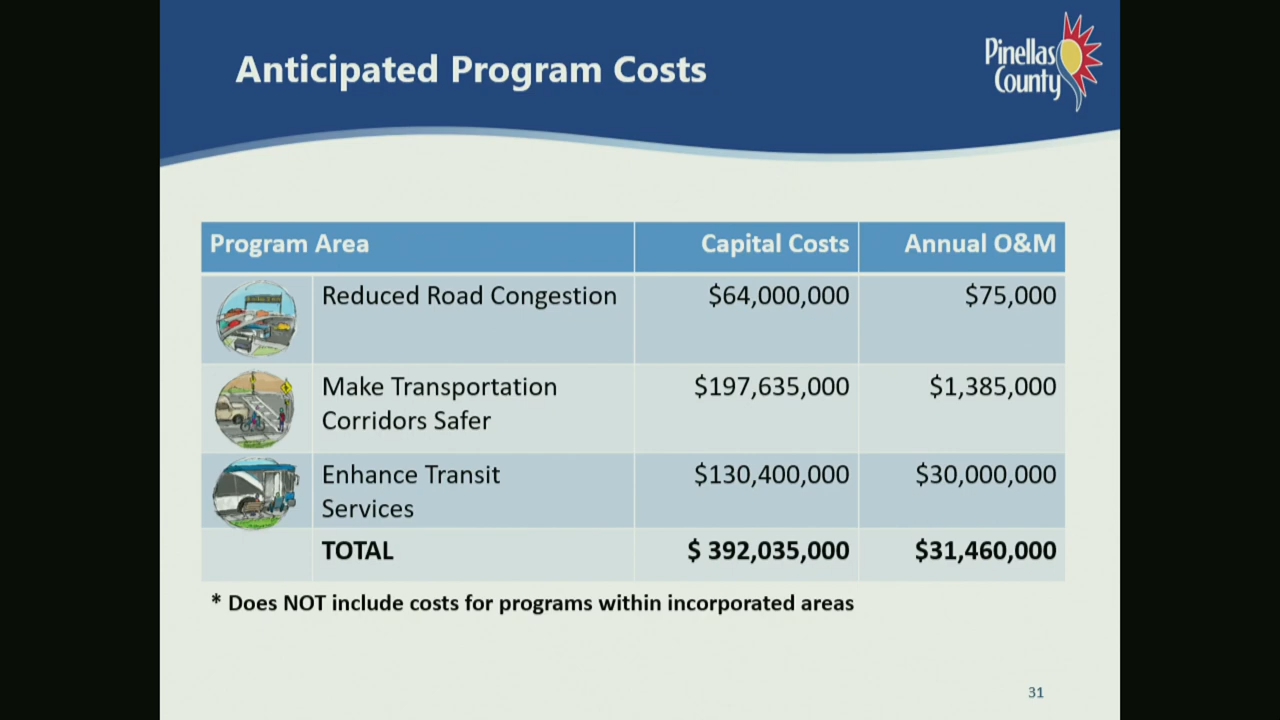 Anticipated Program Costs
Pinellas
County
Program Area Capital Costs Annual O&M
Reduced Road Congestion $64,000,000 $75,000
Make Transportation $197,635,000 $1,385,000
Corridors Safer
Enhance Transit $130,400,000 $30,000,000
Services
TOTAL $ 392,035,000 $31,460,000
* Does NOT include costs for programs within incorporated areas
31